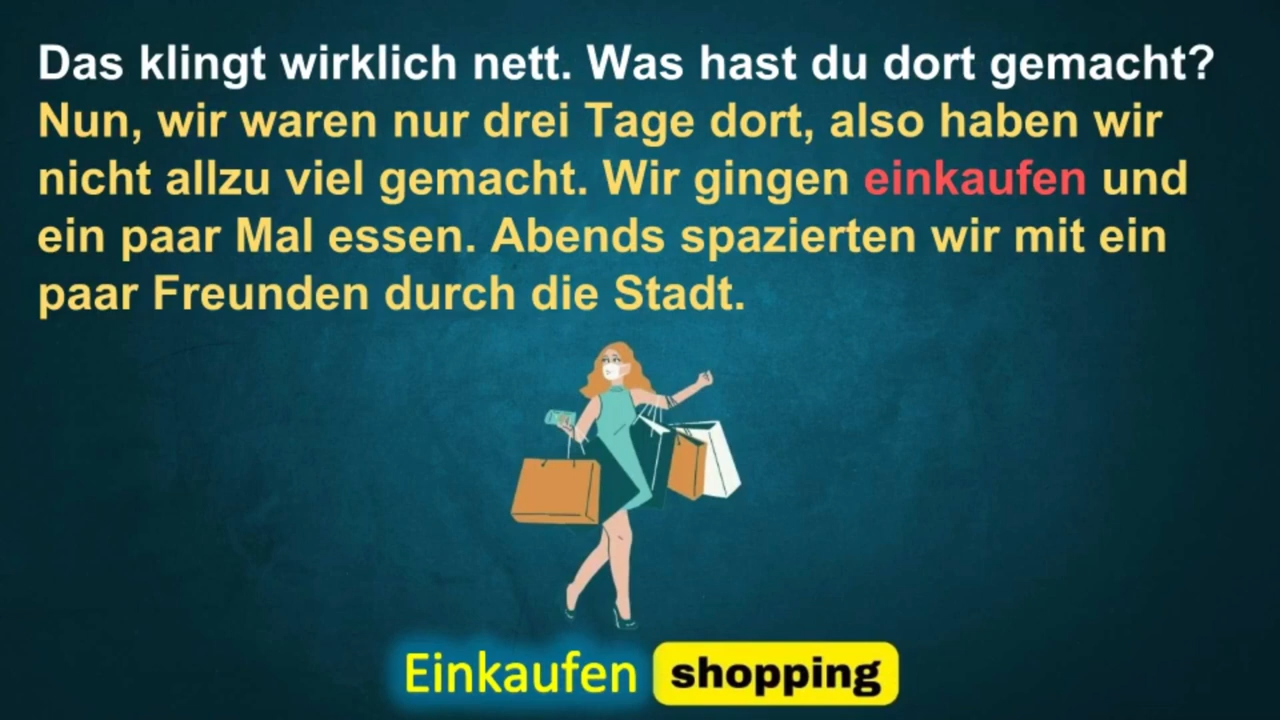 Das klingt wirklich nett. Was hast du dort gemacht?
Nun, wir waren nur drei Tage dort, also haben wir
nicht allzu viel gemacht. Wir gingen einkaufen und
ein paar Mal essen. Abends spazierten wir mit ein
paar Freunden durch die Stadt.
Einkaufen shopping